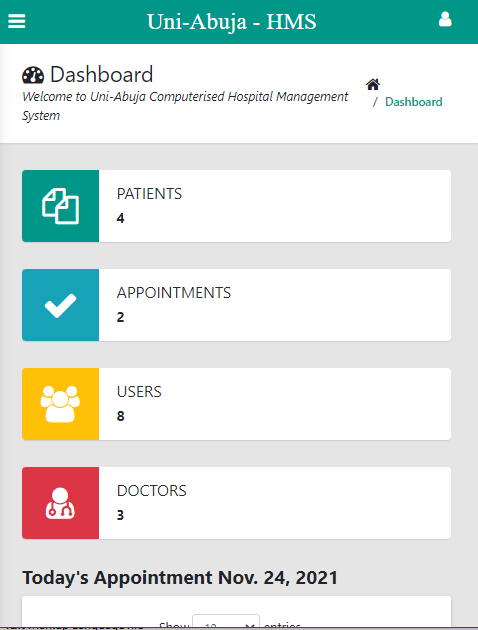 Uni-Abuja - HMS
Dashboard
Welcome to Uni-Abuja Computerised Hospital Management
System
/ Dashboard
PATIENTS
4
APPOINTMENTS
2
USERS
8
DOCTORS
3
Today's Appointment Nov. 24, 2021
Show 10 entries